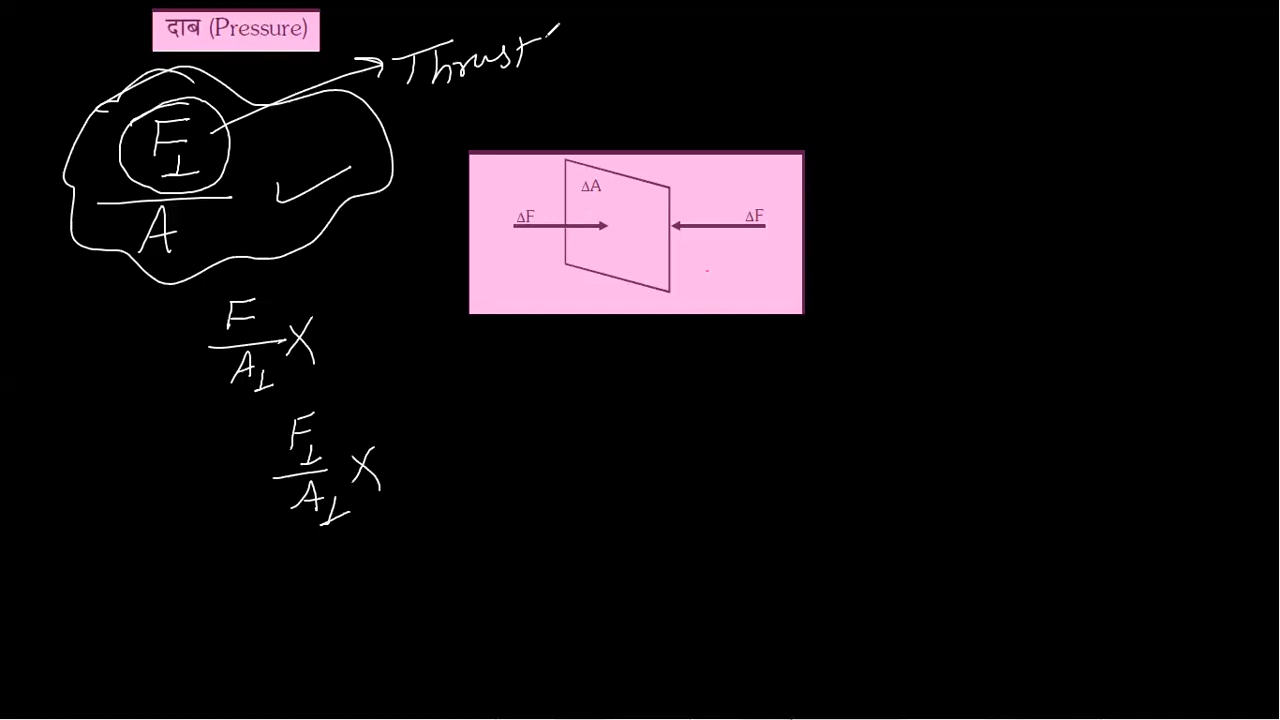 दाब (Pressure)
Thrust
F⊥
A
ΔA
ΔF
ΔF
F
A⊥ X
F⊥
A⊥ X